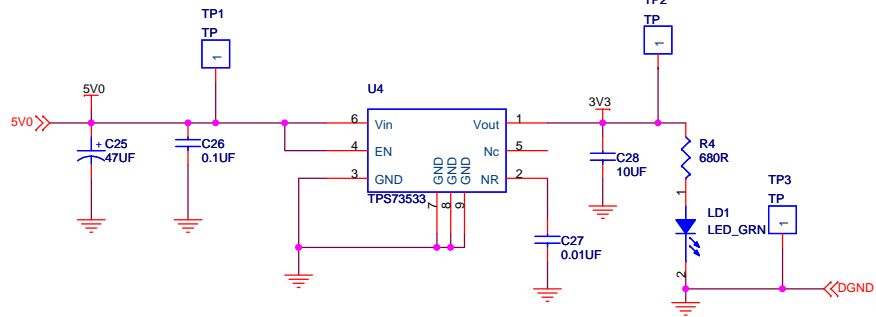 TP1
TP
1
TP2
TP
1
5V0
5V0
C25
+
47UF
C26
0.1UF
U4
6
Vin
4
EN
3
GND
Vout
1
Nc
5
NR
2
GND
GND
GND
7
8
9
TPS73533
3V3
C28
10UF
C27
0.01UF
R4
680R
1
LD1
LED_GRN
2
TP3
TP
1
DGND